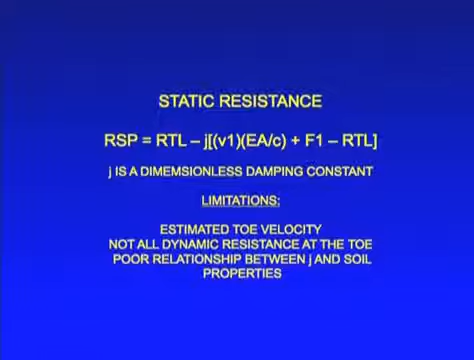 STATIC RESISTANCE
RSP = RTL – j[(v1)(EA/c) + F1 – RTL]
j IS A DIMEMSIONLESS DAMPING CONSTANT
LIMITATIONS:
ESTIMATED TOE VELOCITY
NOT ALL DYNAMIC RESISTANCE AT THE TOE
POOR RELATIONSHIP BETWEEN j AND SOIL
PROPERTIES